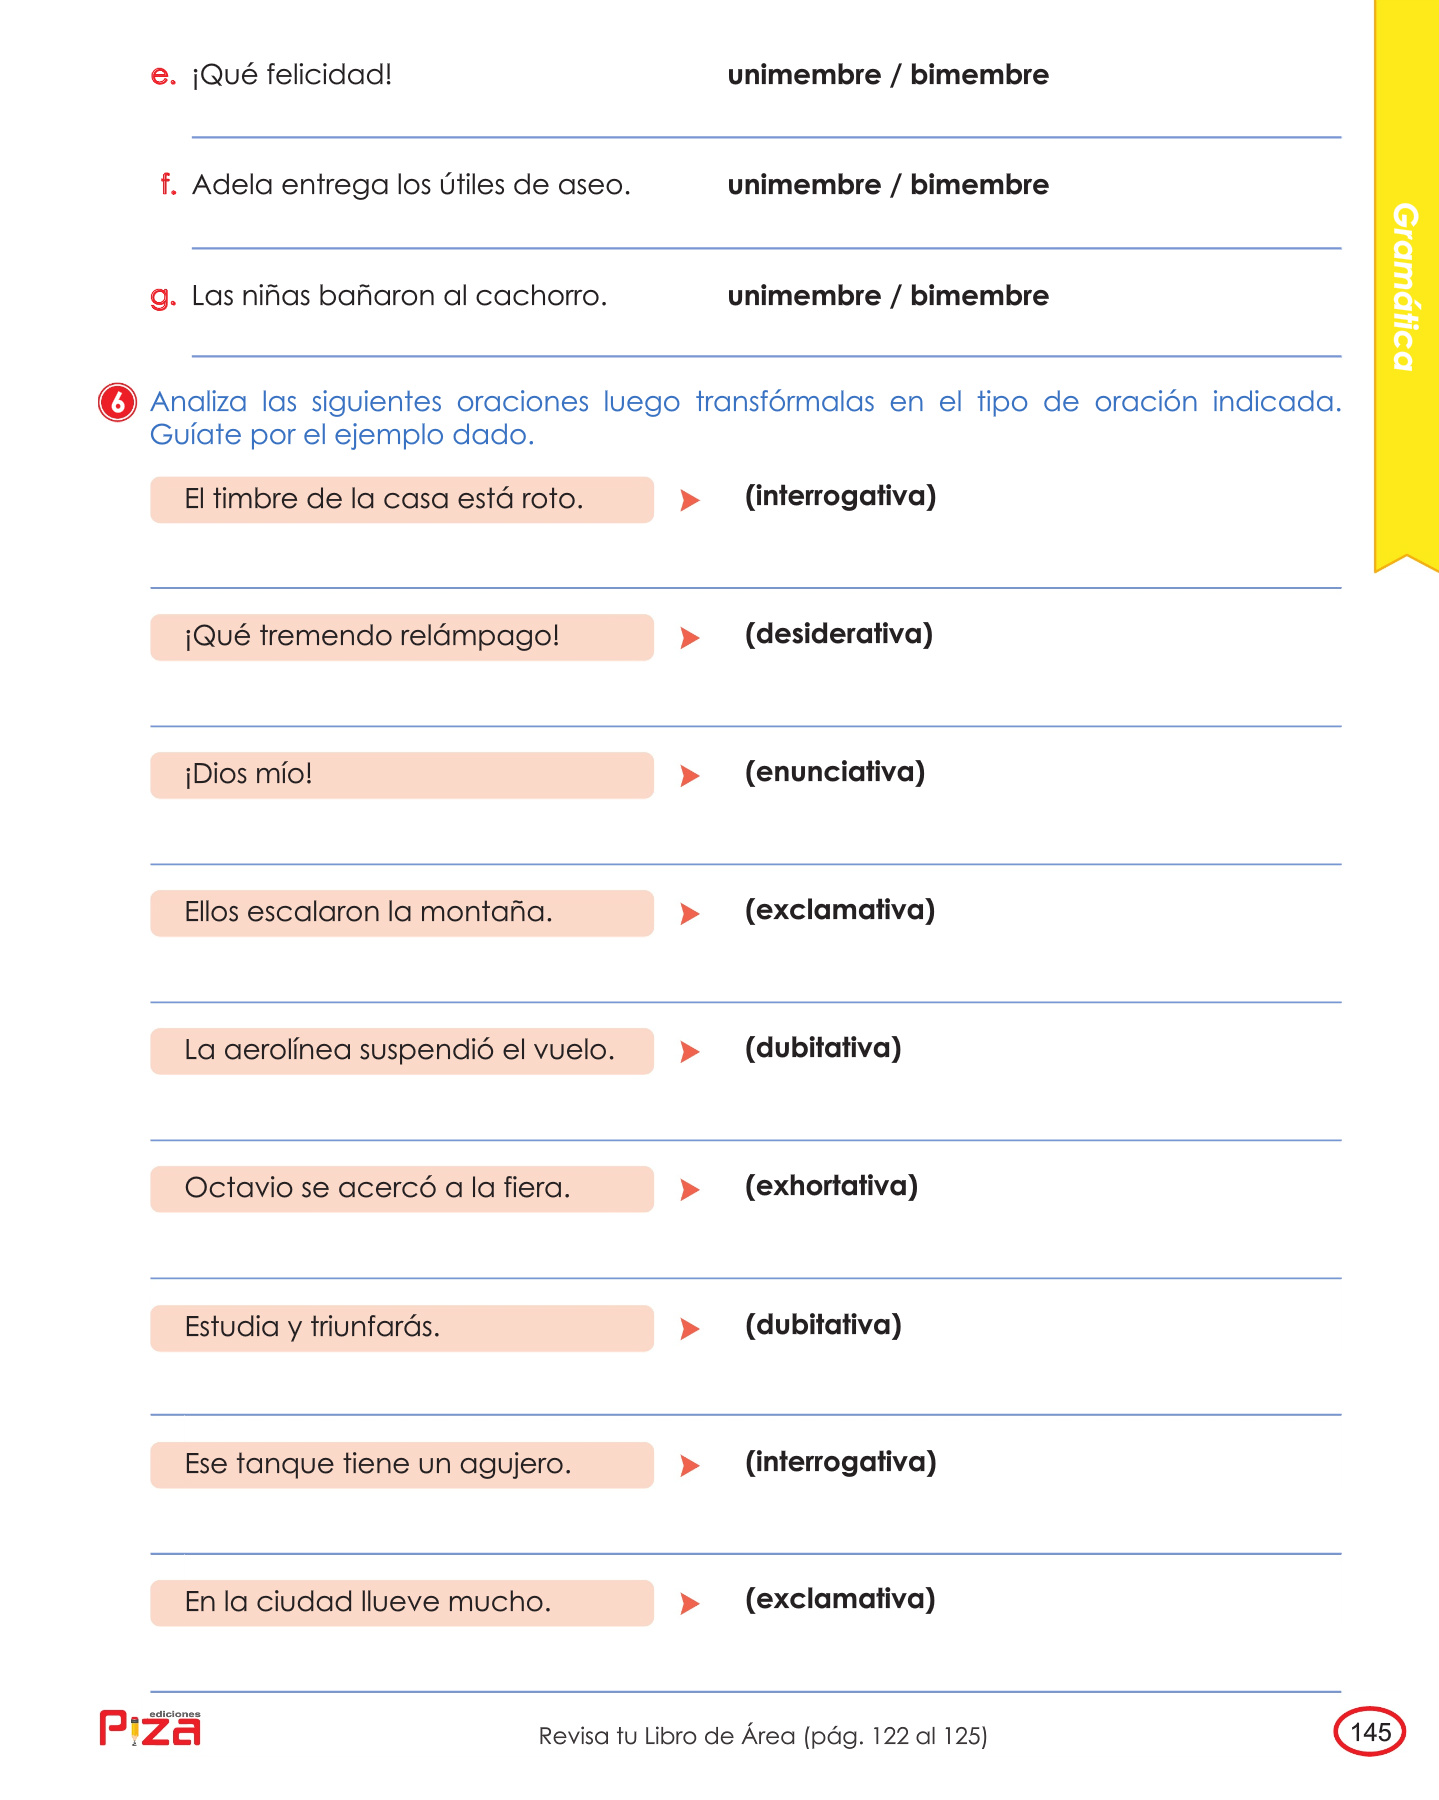 e. ¡Qué felicidad! unimembre / bimembre
f. Adela entrega los útiles de aseo. unimembre / bimembre
g. Las niñas bañaron al cachorro. unimembre / bimembre
Gramática
6 Analiza las siguientes oraciones luego transfórmalas en el tipo de oración indicada.
Guíate por el ejemplo dado.
El timbre de la casa está roto. (interrogativa)
¡Qué tremendo relámpago! (desiderativa)
¡Dios mío! (enunciativa)
Ellos escalaron la montaña. (exclamativa)
La aerolínea suspendió el vuelo. (dubitativa)
Octavio se acercó a la fiera. (exhortativa)
Estudia y triunfarás. (dubitativa)
Ese tanque tiene un agujero. (interrogativa)
En la ciudad llueve mucho. (exclamativa)
ediciones
Piza
Revisa tu Libro de Área (pág. 122 al 125)
145